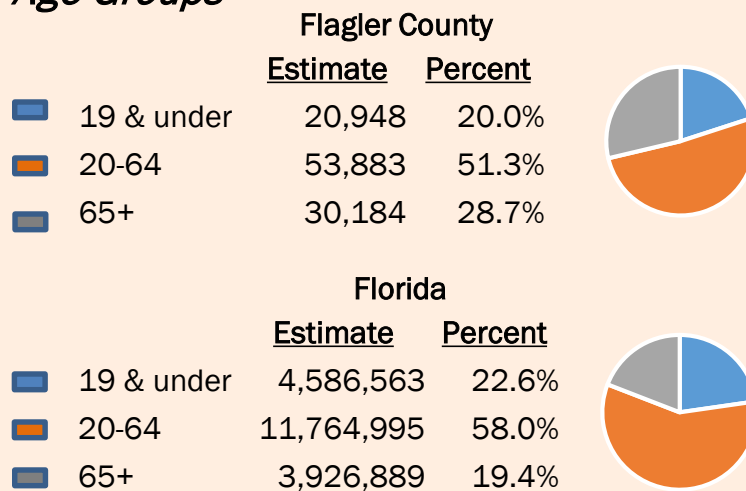 Age Groups
Flagler County
Estimate Percent
19 & under 20,948 20.0%
20-64 53,883 51.3%
65+ 30,184 28.7%
Florida
Estimate Percent
19 & under 4,586,563 22.6%
20-64 11,764,995 58.0%
65+ 3,926,889 19.4%